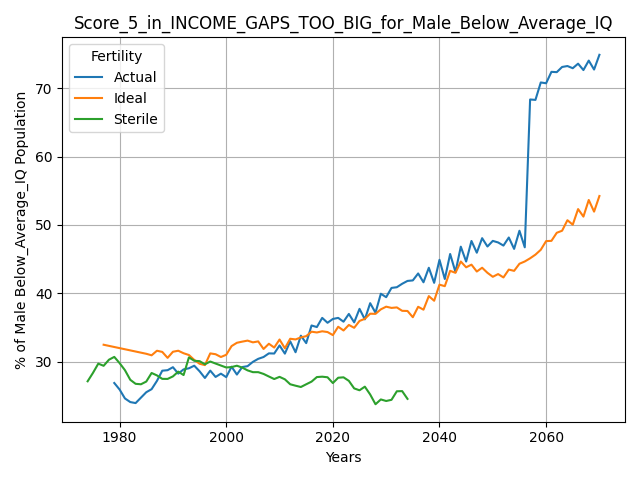 Score_5_in_INCOME_GAPS_TOO_BIG_for_Male_Below_Average_IQ
Fertility
Actual
Ideal
Sterile
% of Male Below_Average_IQ Population
70
60
50
40
30
1980 2000 2020 2040 2060
Years